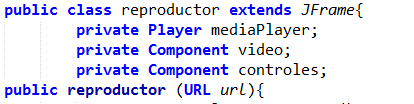 public class reproductor extends JFrame{
private Player mediaPlayer;
private Component video;
private Component controles;
public reproductor (URL url){